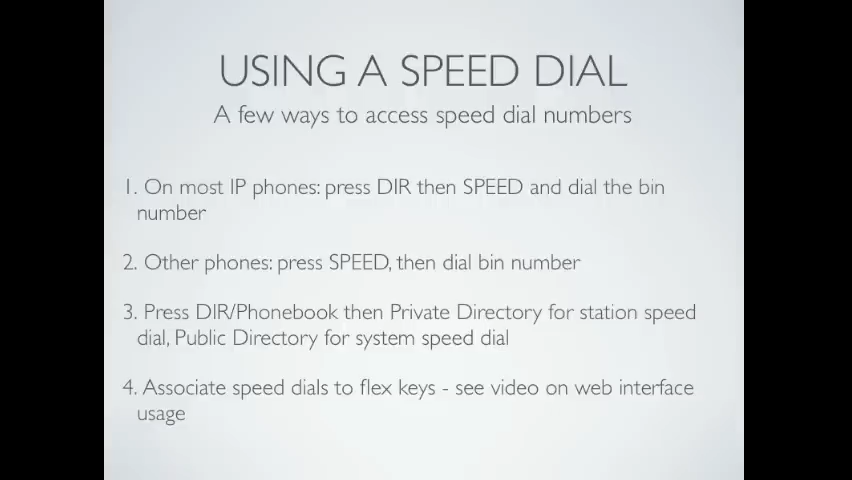 USING A SPEED DIAL
A few ways to access speed dial numbers
1. On most IP phones: press DIR then SPEED and dial the bin
number
2. Other phones: press SPEED, then dial bin number
3. Press DIR/Phonebook then Private Directory for station speed
dial, Public Directory for system speed dial
4. Associate speed dials to flex keys - see video on web interface
usage